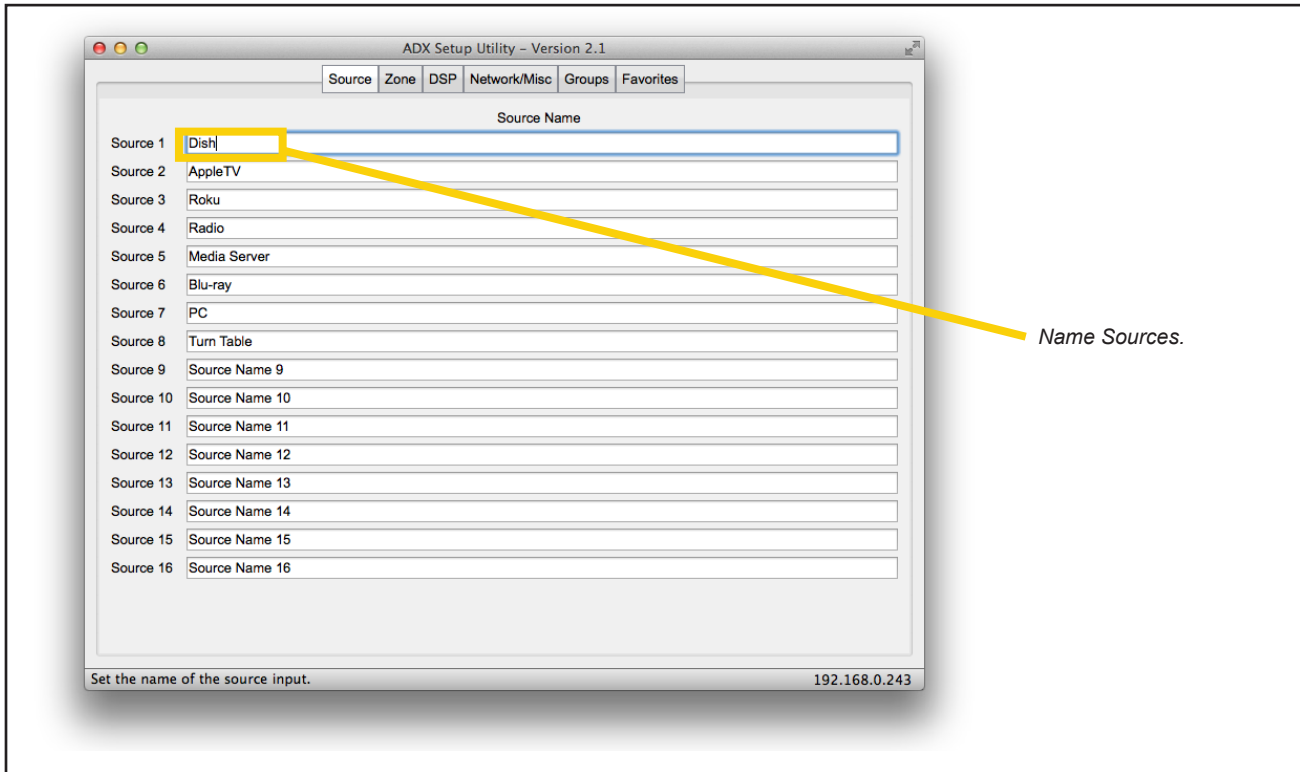 ADX Setup Utility – Version 2.1
Source Zone DSP Network/Misc Groups Favorites
Source Name
Source 1 Dish
Source 2 AppleTV
Source 3 Roku
Source 4 Radio
Source 5 Media Server
Source 6 Blu-ray
Source 7 PC
Source 8 Turn Table
Source 9 Source Name 9
Source 10 Source Name 10
Source 11 Source Name 11
Source 12 Source Name 12
Source 13 Source Name 13
Source 14 Source Name 14
Source 15 Source Name 15
Source 16 Source Name 16
Set the name of the source input. 192.168.0.243
Name Sources.